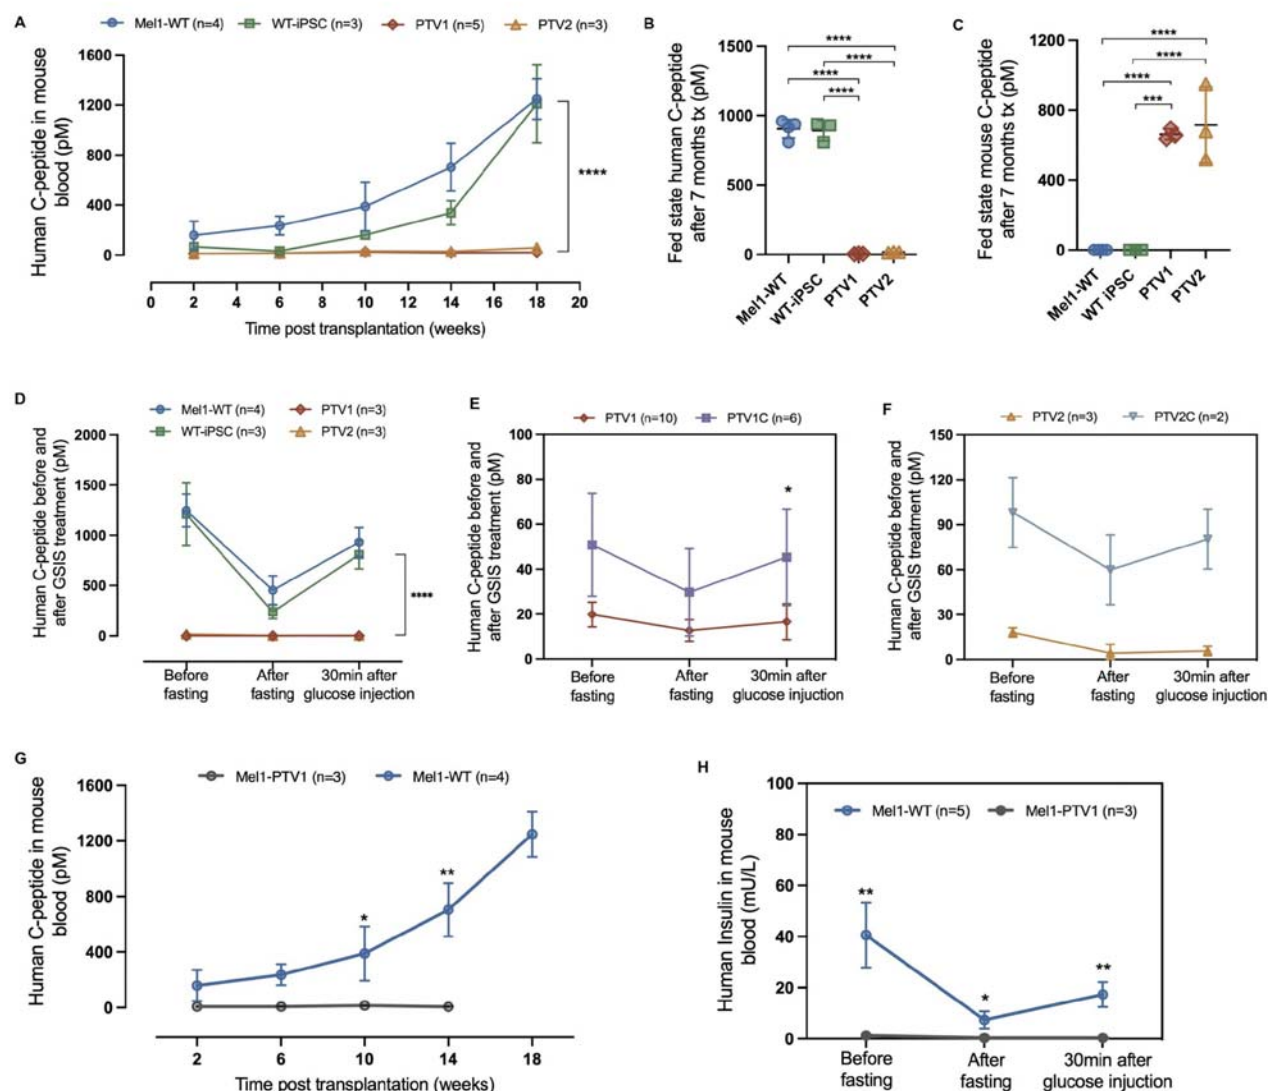 A
Mel1-WT (n=4) WT-iPSC (n=3) PTV1 (n=5) PTV2 (n=3)
Human C-peptide in mouse
blood (pM)
1600
1200
800
400
0
****
0 2 4 6 8 10 12 14 16 18 20
Time post transplantation (weeks)
B
Fed state human C-peptide
after 7 months tx (pM)
1500
1000
500
0
****
****
****
****
Mel1-WT
WT-iPSC
PTV1
PTV2
C
Fed state mouse C-peptide
after 7 months tx (pM)
1200
800
400
0
****
****
****
***
Mel1-WT
WT iPSC
PTV1
PTV2
D
Mel1-WT (n=4) PTV1 (n=3)
WT-iPSC (n=3) PTV2 (n=3)
Human C-peptide before and
after GSIS treatment (pM)
2000
1500
1000
500
0
****
Before
fasting
After
fasting
30min after
glucose injection
E
PTV1 (n=10) PTV1C (n=6)
Human C-peptide before and
after GSIS treatment (pM)
100
80
60
40
20
0
*
Before
fasting
After
fasting
30min after
glucose injection
F
PTV2 (n=3) PTV2C (n=2)
Human C-peptide before and
after GSIS treatment (pM)
150
120
90
60
30
0
Before
fasting
After
fasting
30min after
glucose injection
G
Mel1-PTV1 (n=3) Mel1-WT (n=4)
Human C-peptide in mouse
blood (pM)
1600
1200
800
400
0
*
**
2 6 10 14 18
Time post transplantation (weeks)
H
Mel1-WT (n=5) Mel1-PTV1 (n=3)
Human Insulin in mouse
blood (mU/L)
100
80
60
40
20
0
**
*
**
Before
fasting
After
fasting
30min after
glucose injection